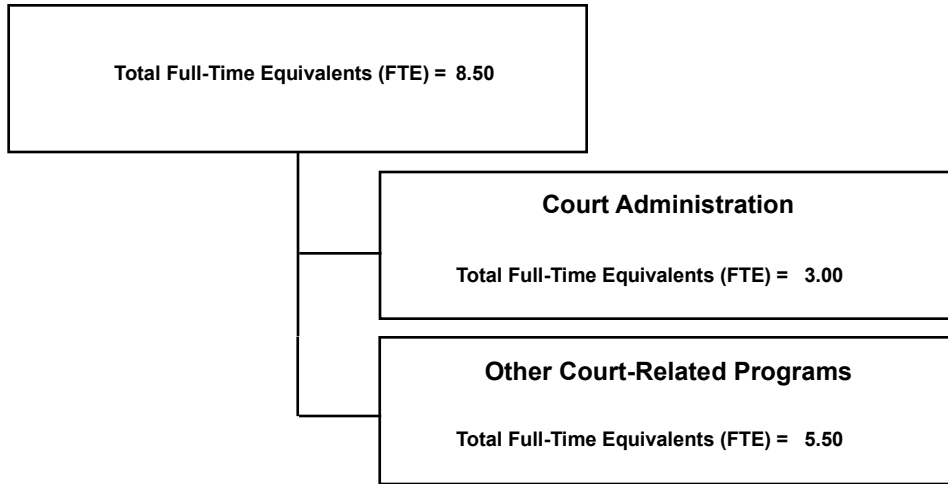 Total Full-Time Equivalents (FTE) = 8.50
Court Administration
Total Full-Time Equivalents (FTE) = 3.00
Other Court-Related Programs
Total Full-Time Equivalents (FTE) = 5.50